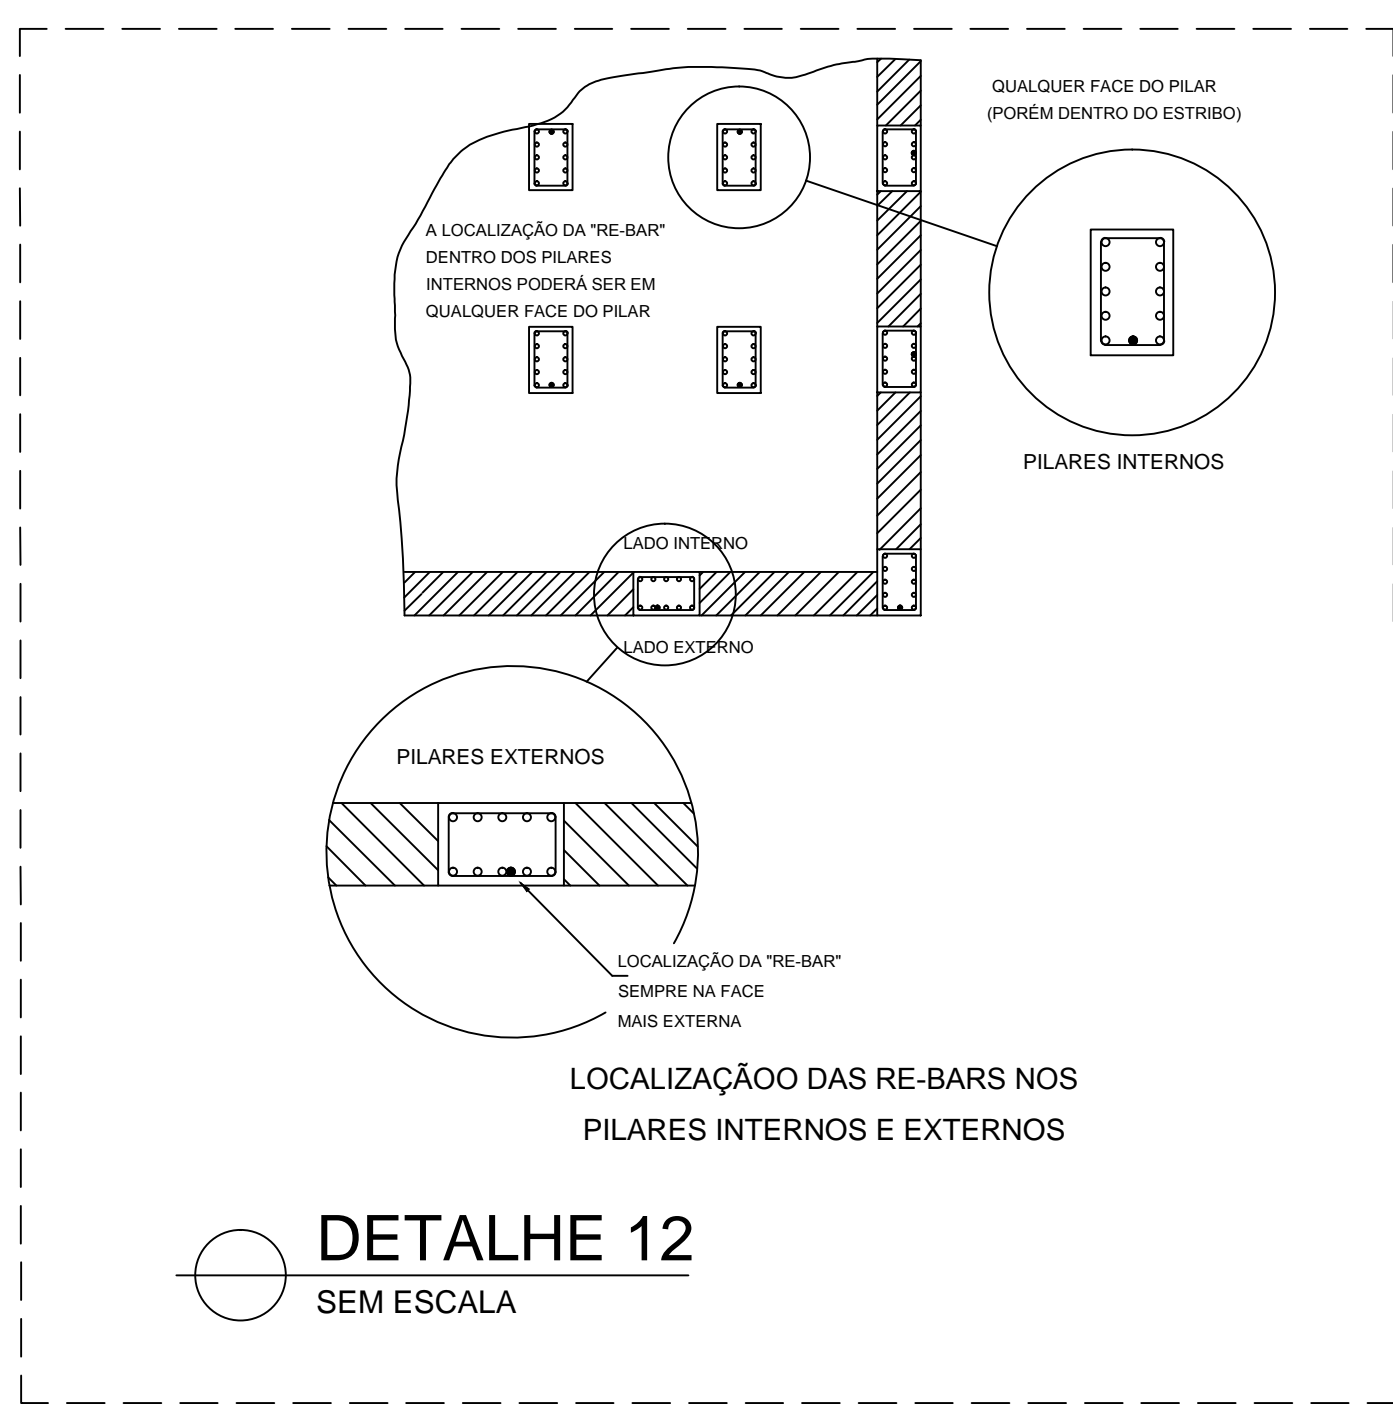 QUALQUER FACE DO PILAR
(PORÉM DENTRO DO ESTRIBO)
A LOCALIZAÇÃO DA "RE-BAR"
DENTRO DOS PILARES
INTERNOS PODERÁ SER EM
QUALQUER FACE DO PILAR
PILARES INTERNOS
LADO INTERNO
LADO EXTERNO
PILARES EXTERNOS
LOCALIZAÇÃO DA "RE-BAR"
SEMPRE NA FACE
MAIS EXTERNA
LOCALIZAÇÃOO DAS RE-BARS NOS
PILARES INTERNOS E EXTERNOS
DETALHE 12
SEM ESCALA